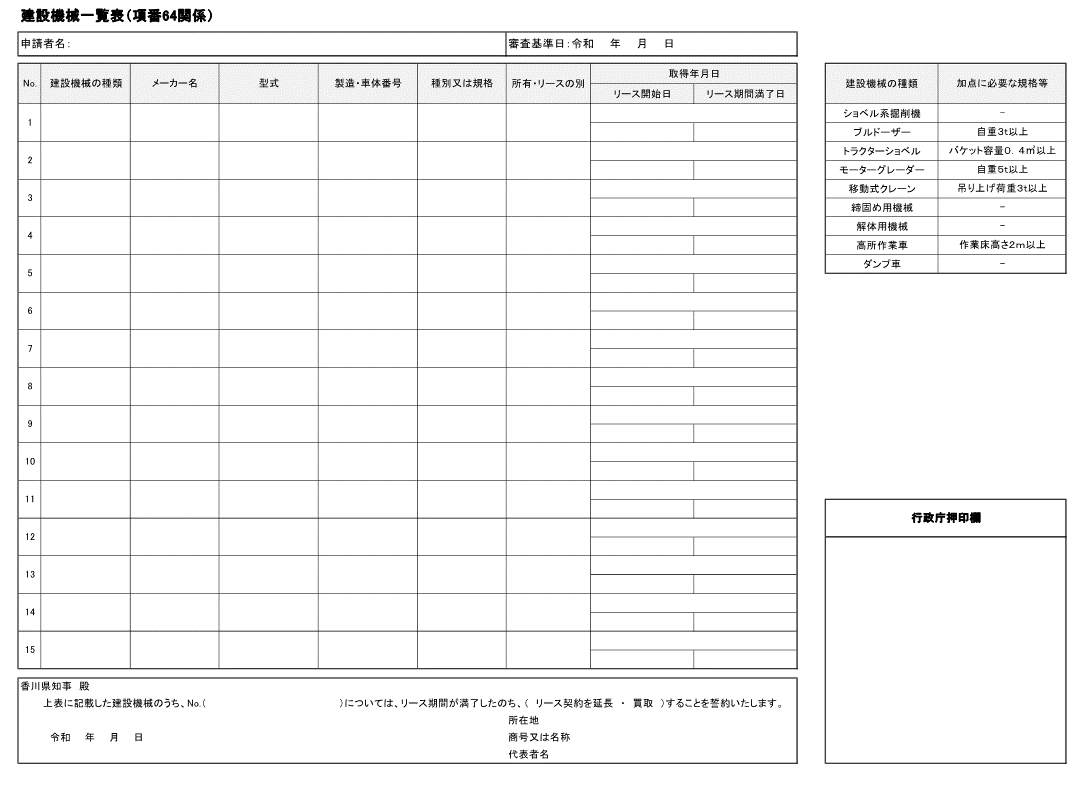 建設機械一覧表(項番64関係)
申請者名:
審査基準日:令和　年　月　日
No. 建設機械の種類 メーカー名 型式 製造・車体番号 種別又は規格 所有・リースの別 取得年月日
リース開始日 リース期間満了日
1
2
3
4
5
6
7
8
9
10
11
12
13
14
15
香川県知事　殿
上表に記載した建設機械のうち、No.(　　　　　　　　　　　　)については、リース期間が満了したのち、(　リース契約を延長　・　買取　)することを誓約いたします。
所在地
令和　年　月　日
商号又は名称
代表者名
建設機械の種類 加点に必要な規格等
ショベル系掘削機 －
ブルドーザー 自重3t以上
トラクターショベル バケット容量0.4㎥以上
モーターグレーダー 自重5t以上
移動式クレーン 吊り上げ荷重3t以上
締固め用機械 －
解体用機械 －
高所作業車 作業床高さ2m以上
ダンプ車 －
行政庁押印欄